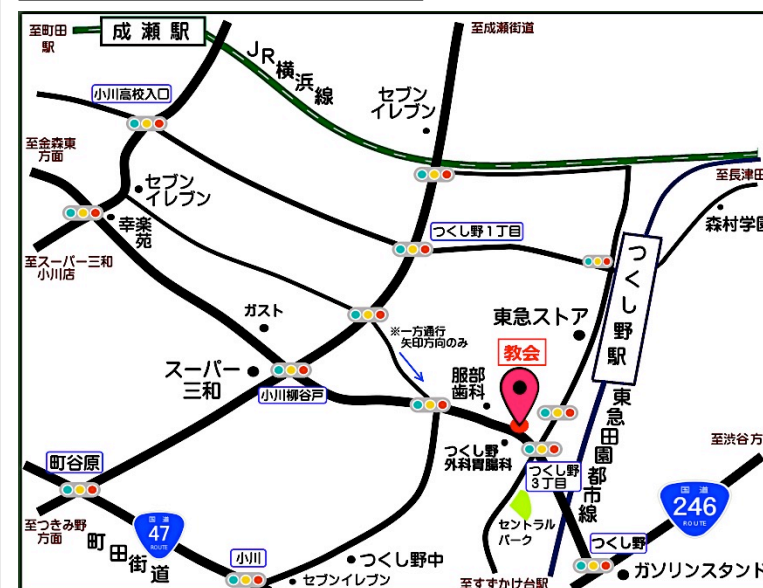 至町田
駅
成瀬駅
至成瀬街道
JR横浜線
小川高校入口
セブン
イレブン
至金森東
方面
至長津田
セブン
イレブン
幸楽
苑
森村学園
つくし野1丁目
つくし野駅
至スーパー三和
小川店
ガスト
東急ストア
※一方通行
矢印方向のみ
教会
スーパー
三和
服部
歯科
小川柳谷戸
東急田園都市線
つくし野
外科胃腸科
至渋谷方
町谷原
つくし野
3丁目
国道
246
ROUTE
至つきみ野
方面
国道
47
ROUTE
セントラル
パーク
町田街道
小川
つくし野中
つくし野
セブンイレブン
至すずかけ台駅
ガソリンスタンド